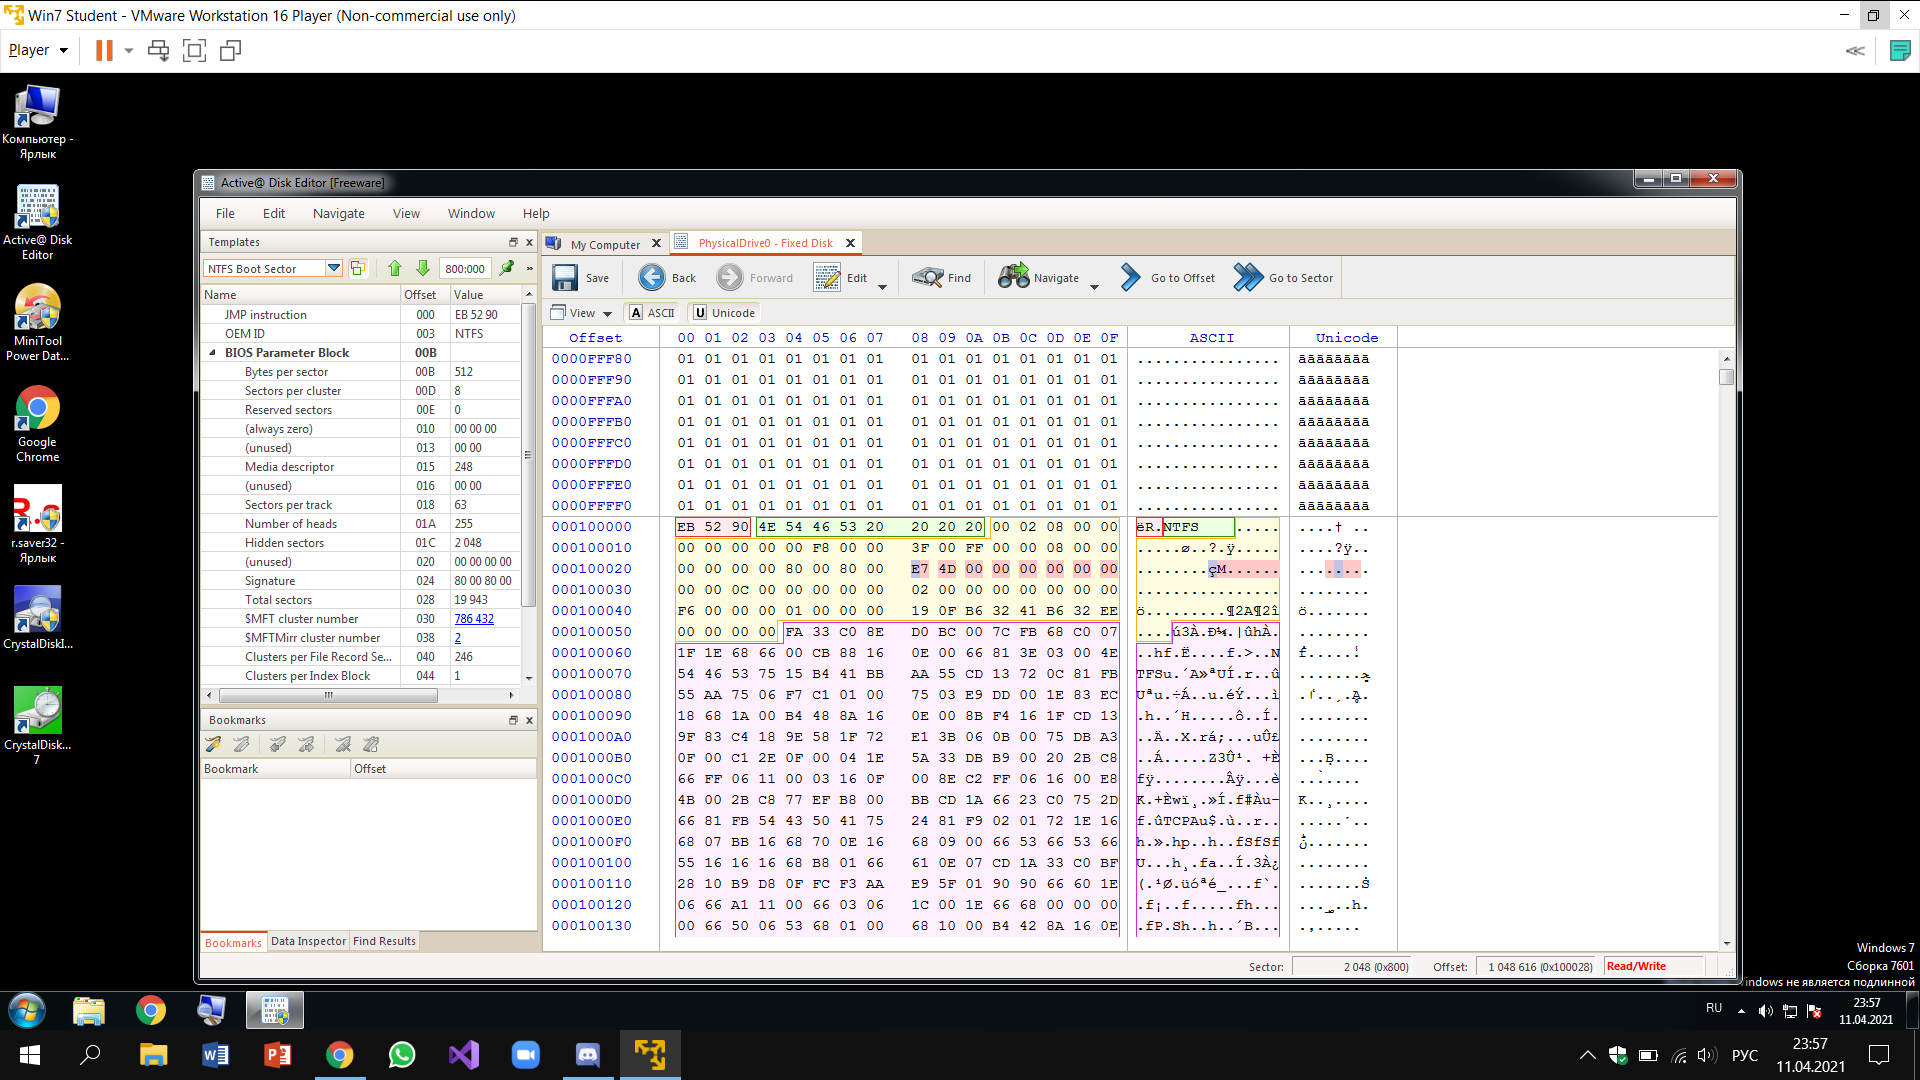 Win7 Student - VMware Workstation 16 Player (Non-commercial use only)
Player
Компьютер - Ярлык
Active@ Disk Editor
MiniTool Power Dat...
Google Chrome
r.saver32 - Ярлык
CrystalDiskI...
CrystalDisk... 7
Active@ Disk Editor [Freeware]
File Edit Navigate View Window Help
Templates
NTFS Boot Sector 800:000 »
Name Offset Value
JMP instruction 000 EB 52 90
OEM ID 003 NTFS
BIOS Parameter Block 00B
Bytes per sector 00B 512
Sectors per cluster 00D 8
Reserved sectors 00E 0
(always zero) 010 00 00 00
(unused) 013 00 00
Media descriptor 015 248
(unused) 016 00 00
Sectors per track 018 63
Number of heads 01A 255
Hidden sectors 01C 2 048
(unused) 020 00 00 00 00
Signature 024 80 00 80 00
Total sectors 028 19 943
$MFT cluster number 030 786 432
$MFTMirr cluster number 038 2
Clusters per File Record Se... 040 246
Clusters per Index Block 044 1
Bookmarks
Bookmark Offset
Bookmarks Data Inspector Find Results
My Computer PhysicalDrive0 - Fixed Disk
Save Back Forward Edit Find Navigate Go to Offset Go to Sector
View A ASCII U Unicode
Offset 00 01 02 03 04 05 06 07 08 09 0A 0B 0C 0D 0E 0F ASCII Unicode
0000FFF80 01 01 01 01 01 01 01 01 01 01 01 01 01 01 01 01 ................ āāāāāāāā
0000FFF90 01 01 01 01 01 01 01 01 01 01 01 01 01 01 01 01 ................ āāāāāāāā
0000FFFA0 01 01 01 01 01 01 01 01 01 01 01 01 01 01 01 01 ................ āāāāāāāā
0000FFFB0 01 01 01 01 01 01 01 01 01 01 01 01 01 01 01 01 ................ āāāāāāāā
0000FFFC0 01 01 01 01 01 01 01 01 01 01 01 01 01 01 01 01 ................ āāāāāāāā
0000FFFD0 01 01 01 01 01 01 01 01 01 01 01 01 01 01 01 01 ................ āāāāāāāā
0000FFFE0 01 01 01 01 01 01 01 01 01 01 01 01 01 01 01 01 ................ āāāāāāāā
0000FFFF0 01 01 01 01 01 01 01 01 01 01 01 01 01 01 01 01 ................ āāāāāāāā
000100000 EB 52 90 4E 54 46 53 20 20 20 20 00 02 08 00 00 ëR.NTFS ..... ....† ..
000100010 00 00 00 00 00 F8 00 00 3F 00 FF 00 00 08 00 00 .....ø..?.ÿ..... ....?ÿ..
000100020 00 00 00 00 80 00 80 00 E7 4D 00 00 00 00 00 00 ........çM......
000100030 00 00 0C 00 00 00 00 00 02 00 00 00 00 00 00 00 ................ ........
000100040 F6 00 00 00 01 00 00 00 19 0F B6 32 41 B6 32 EE ö.........¶2A¶2î ö.......
000100050 00 00 00 00 FA 33 C0 8E D0 BC 00 7C FB 68 C0 07 ....ú3À.Ð¼.|ûhÀ. ........
000100060 1F 1E 68 66 00 CB 88 16 0E 00 66 81 3E 03 00 4E ..hf.Ë....f.>..N
000100070 54 46 53 75 15 B4 41 BB AA 55 CD 13 72 0C 81 FB TFSu.´A»ªUÍ.r..û
000100080 55 AA 75 06 F7 C1 01 00 75 03 E9 DD 00 1E 83 EC Uªu.÷Á..u.éÝ...ì
000100090 18 68 1A 00 B4 48 8A 16 0E 00 8B F4 16 1F CD 13 .h..´H.....ô..Í. ........
0001000A0 9F 83 C4 18 9E 58 1F 72 E1 3B 06 0B 00 75 DB A3 ..Ä..X.rá;...uÛ£ ........
0001000B0 0F 00 C1 2E 0F 00 04 1E 5A 33 DB B9 00 20 2B C8 ..Á.....Z3Û¹. +È
0001000C0 66 FF 06 11 00 03 16 0F 00 8E C2 FF 06 16 00 E8 fÿ........Âÿ...è
0001000D0 4B 00 2B C8 77 EF B8 00 BB CD 1A 66 23 C0 75 2D K.+Èwï¸.»Í.f#Àu-
0001000E0 66 81 FB 54 43 50 41 75 24 81 F9 02 01 72 1E 16 f.ûTCPAu$.ù..r..
0001000F0 68 07 BB 16 68 70 0E 16 68 09 00 66 53 66 53 66 h.».hp..h..fSfSf
000100100 55 16 16 16 68 B8 01 66 61 0E 07 CD 1A 33 C0 BF U...h¸.fa..Í.3À¿ ........
000100110 28 10 B9 D8 0F FC F3 AA E9 5F 01 90 90 66 60 1E (.¹Ø.üóªé_...f`.
000100120 06 66 A1 11 00 66 03 06 1C 00 1E 66 68 00 00 00 .f¡..f.....fh...
000100130 00 66 50 06 53 68 01 00 68 10 00 B4 42 8A 16 0E .fP.Sh..h..´B...
Sector: 2 048 (0x800) Offset: 1 048 616 (0x100028) Read/Write
Windows 7
Сборка 7601
indows не является подлинной
RU 23:57
11.04.2021
РУС 23:57
11.04.2021